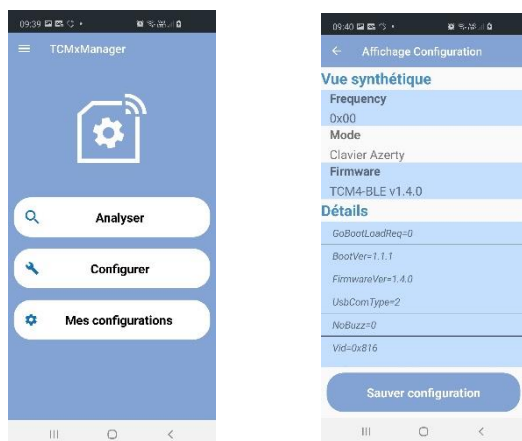 09:39
TCMxManager
Analyser
Configurer
Mes configurations
09:40
Affichage Configuration
Vue synthétique
Frequency
0x00
Mode
Clavier Azerty
Firmware
TCM4-BLE v1.4.0
Détails
GoBootLoadReq=0
BootVer=1.1.1
FirmwareVer=1.4.0
UsbComType=2
NoBuzz=0
Vid=0x816
Sauver configuration